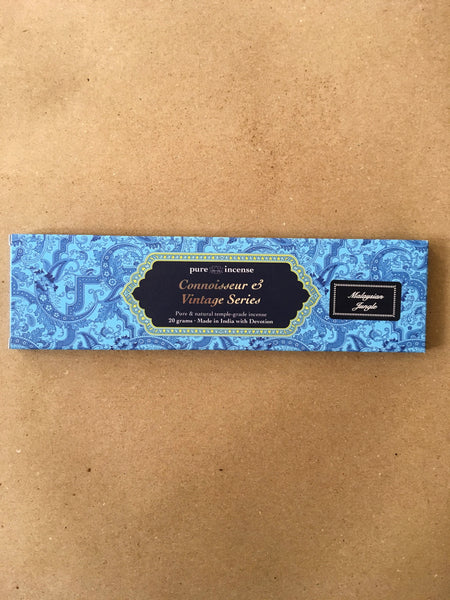 pure incense
Connoisseur &
Vintage Series
Pure & natural temple-grade incense
20 grams · Made in India with Devotion
Malaysian
Jungle